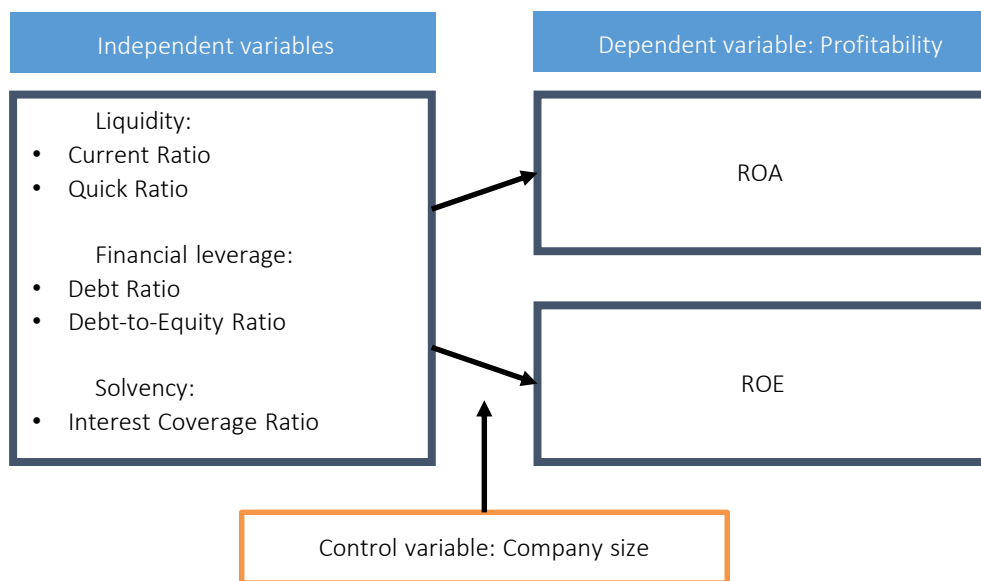 Independent variables
Dependent variable: Profitability
Liquidity:
• Current Ratio
• Quick Ratio
Financial leverage:
• Debt Ratio
• Debt-to-Equity Ratio
Solvency:
• Interest Coverage Ratio
ROA
ROE
Control variable: Company size